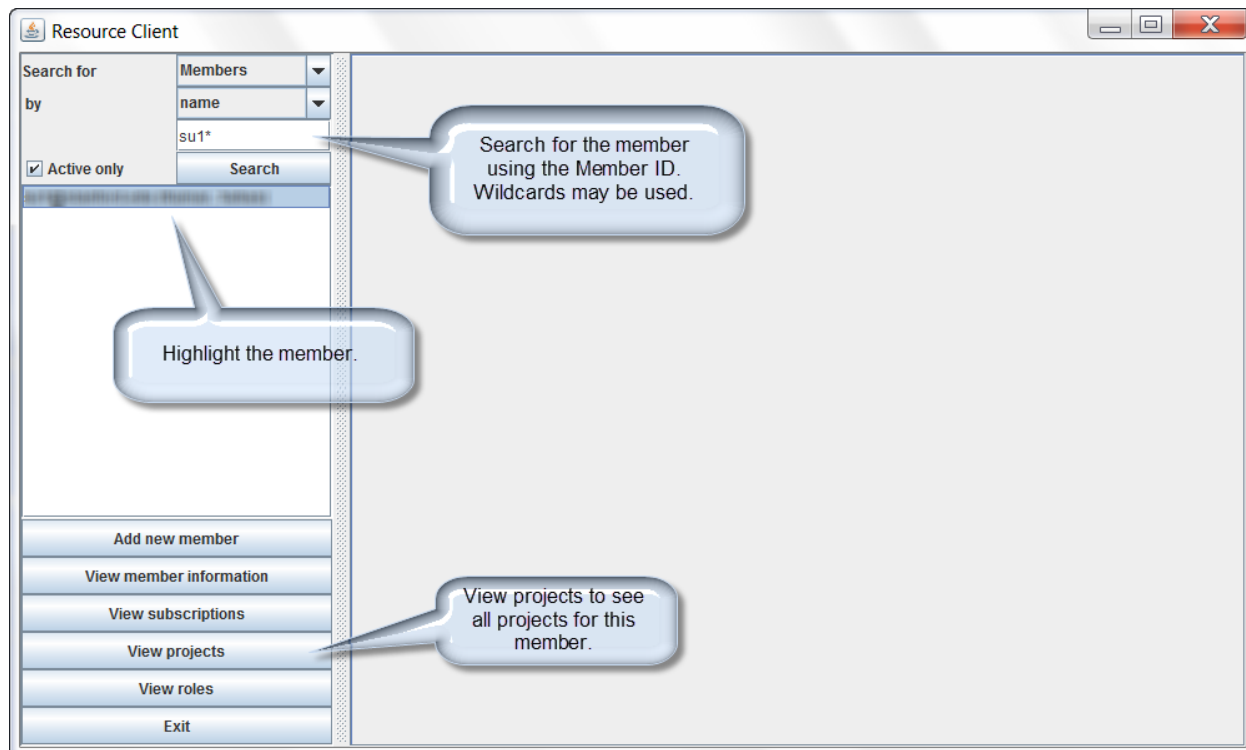 Resource Client
Search for Members
by name
su1*
Active only Search
Search for the member
using the Member ID.
Wildcards may be used.
Highlight the member.
Add new member
View member information
View subscriptions
View projects
View roles
Exit
View projects to see
all projects for this
member.